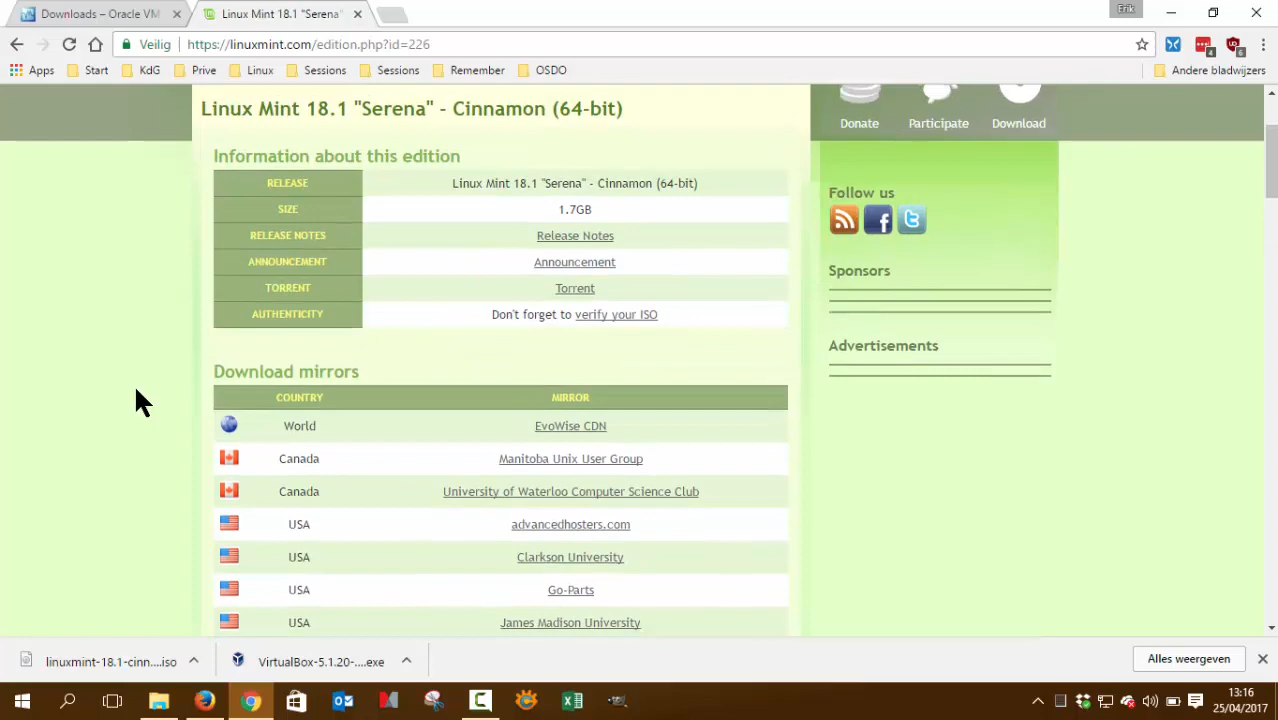 Downloads – Oracle VM
Linux Mint 18.1 "Serena"
Erik
Veilig
https://linuxmint.com/edition.php?id=226
4
6
Apps
Start
KdG
Prive
Linux
Sessions
Sessions
Remember
OSDO
Andere bladwijzers
Linux Mint 18.1 "Serena" - Cinnamon (64-bit)
Donate
Participate
Download
Information about this edition
RELEASE
Linux Mint 18.1 "Serena" - Cinnamon (64-bit)
SIZE
1.7GB
RELEASE NOTES
Release Notes
ANNOUNCEMENT
Announcement
TORRENT
Torrent
AUTHENTICITY
Don't forget to verify your ISO
Follow us
Sponsors
Advertisements
Download mirrors
COUNTRY
MIRROR
World
EvoWise CDN
Canada
Manitoba Unix User Group
Canada
University of Waterloo Computer Science Club
USA
advancedhosters.com
USA
Clarkson University
USA
Go-Parts
USA
James Madison University
linuxmint-18.1-cinn....iso
VirtualBox-5.1.20-....exe
Alles weergeven
13:16
25/04/2017